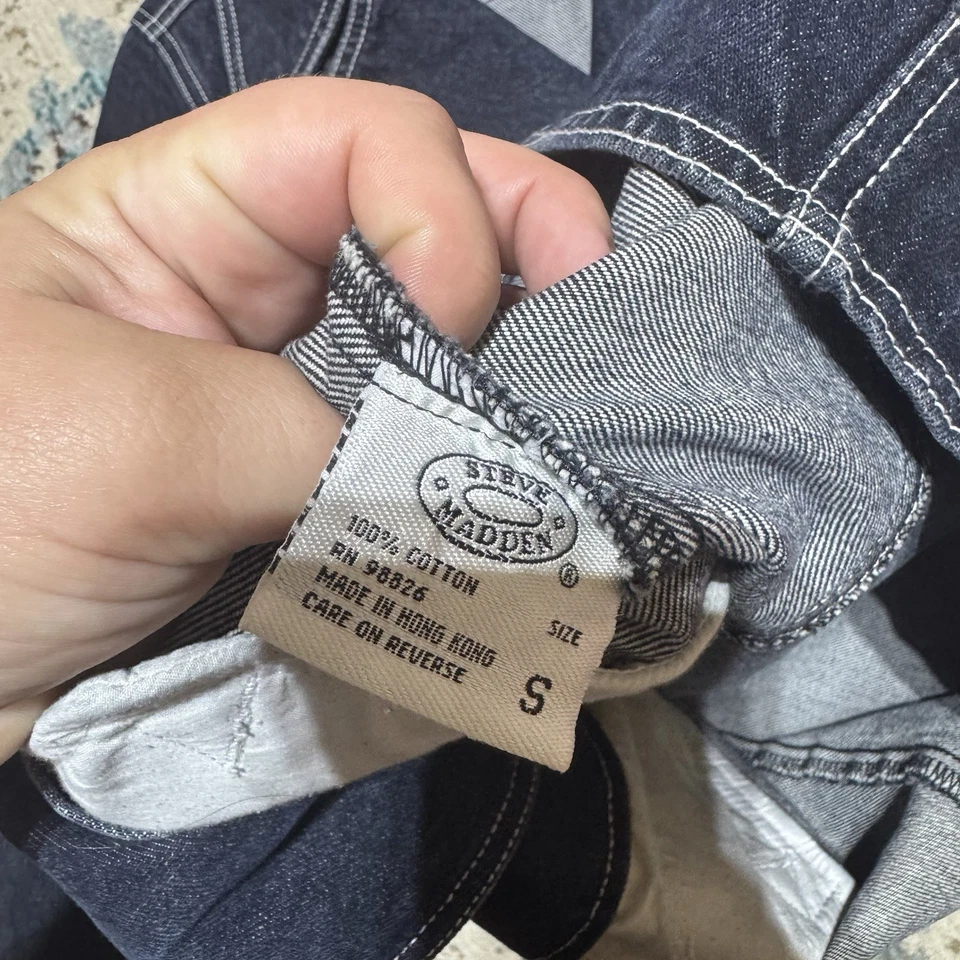 STEVE
MADDEN
®
100% COTTON
RN 98826
MADE IN HONG KONG
CARE ON REVERSE
SIZE
S